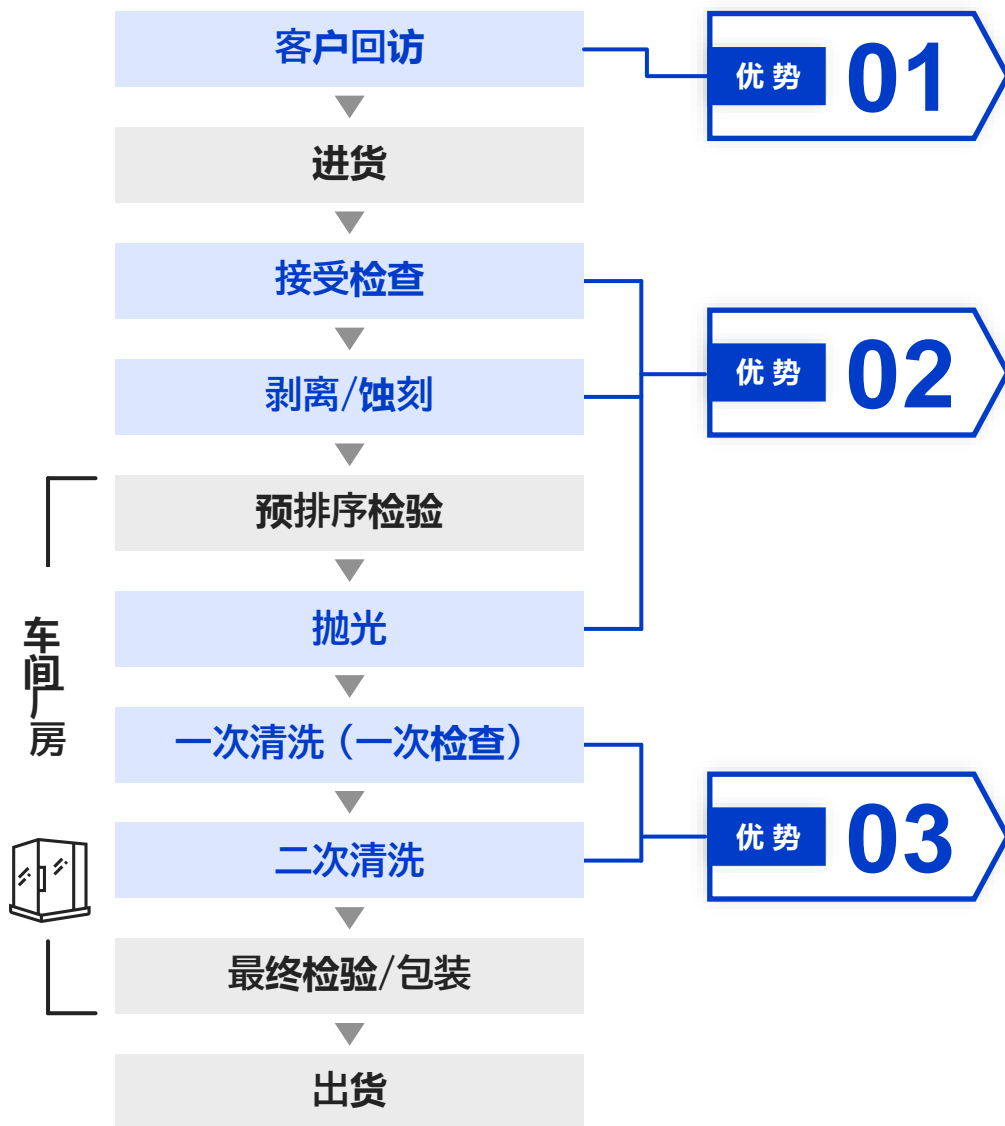 客户回访
优势 01
进货
接受检查
剥离/蚀刻
优势 02
预排序检验
抛光
车间厂房
一次清洗（一次检查）
二次清洗
优势 03
最终检验/包装
出货